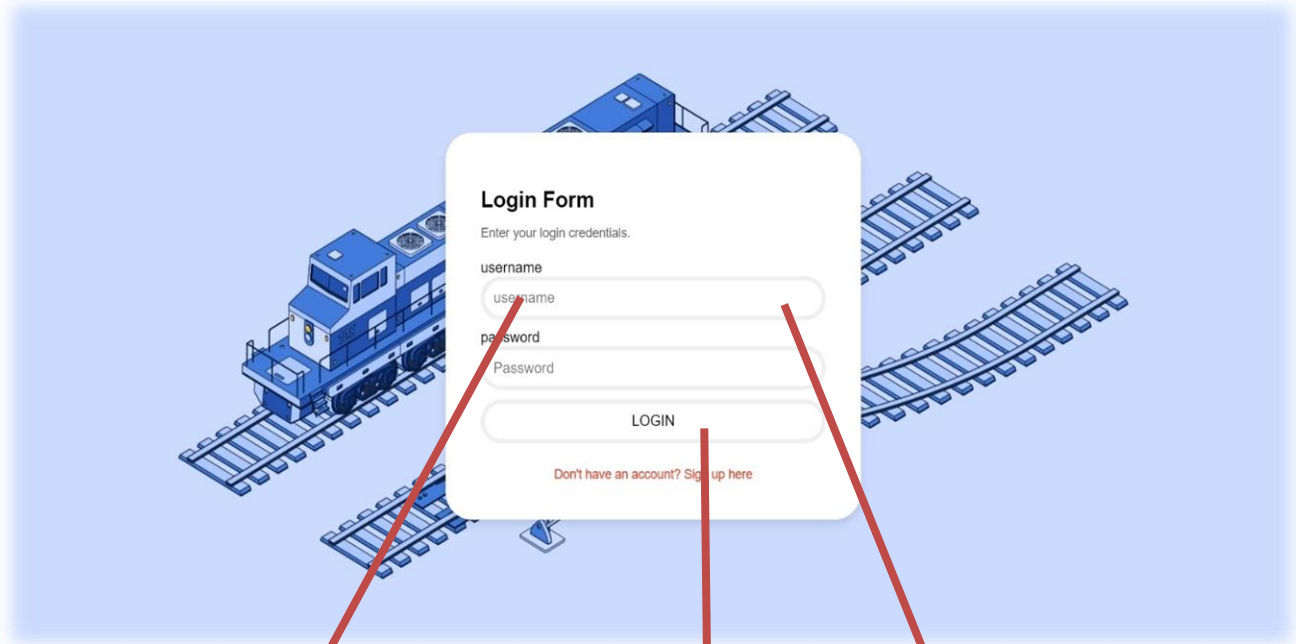 Login Form
Enter your login credentials.
username
username
password
Password
LOGIN
Don't have an account? Sign up here